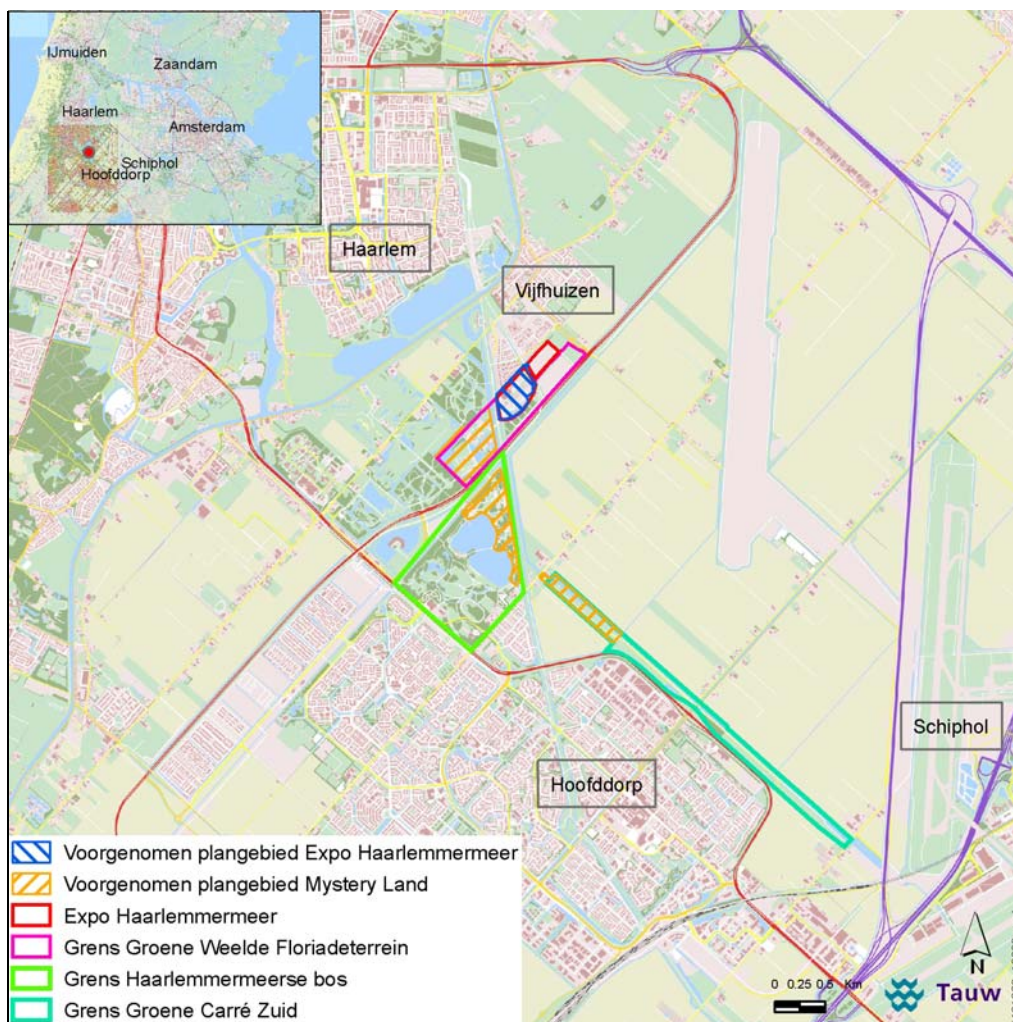 IJmuiden
Zaandam
Haarlem
Amsterdam
Schiphol
Hoofddorp
Haarlem
Vijfhuizen
Schiphol
Hoofddorp
Voorgenomen plangebied Expo Haarlemmermeer
Voorgenomen plangebied Mystery Land
Expo Haarlemmermeer
Grens Groene Weelde Floriadeterrein
Grens Haarlemmermeerse bos
Grens Groene Carré Zuid
N
0 0.25 0.5 Km
Tauw